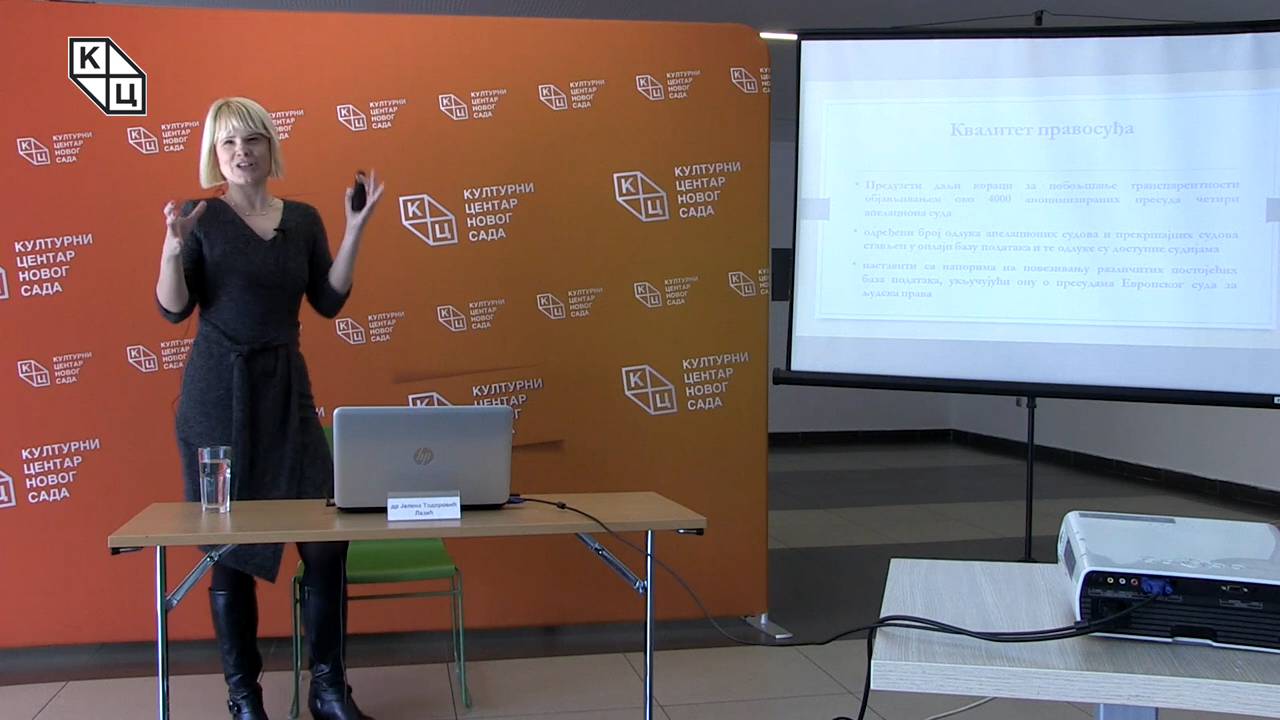 К
Ц
КУЛТУРНИ
ЦЕНТАР
НОВОГ
САДА
Квалитет правосуђа
Предузети даљи кораци за побољшање транспарентности
објављивањем око 4000 анонимизираних пресуда четири
апелациона суда
одређени број одлука апелационих судова и прекршајних судова
стављен у онлајн базу података и те одлуке су доступне судијама
наставити са напорима на повезивању различитих постојећих
база података, укључујући ону о пресудама Европског суда за
људска права
hp
др Јелена Тодоровић
Лазић